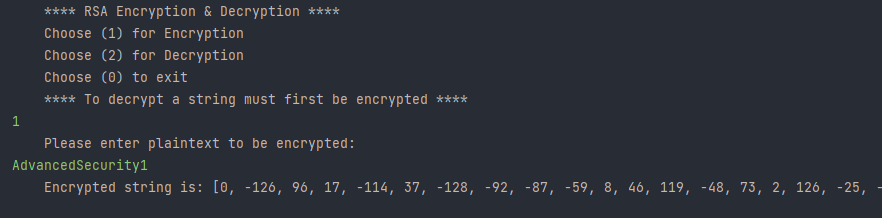 **** RSA Encryption & Decryption ****
Choose (1) for Encryption
Choose (2) for Decryption
Choose (0) to exit
**** To decrypt a string must first be encrypted ****
1
Please enter plaintext to be encrypted:
AdvancedSecurity1
Encrypted string is: [0, -126, 96, 17, -114, 37, -128, -92, -87, -59, 8, 46, 119, -48, 73, 2, 126, -25, -